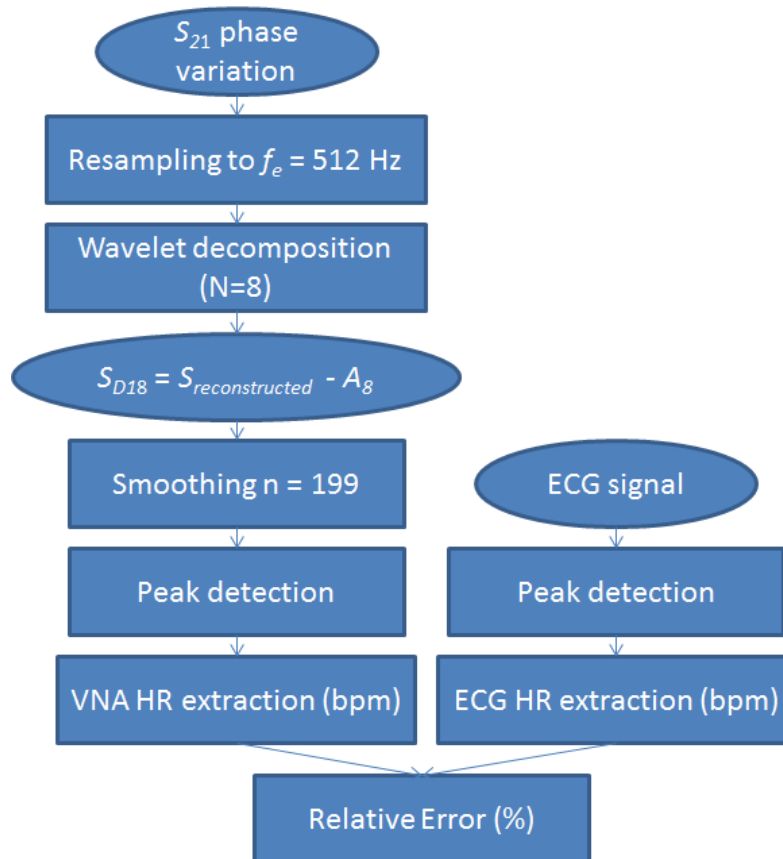 S21 phase
variation
Resampling to fe = 512 Hz
Wavelet decomposition
(N=8)
SD18 = Sreconstructed - A8
Smoothing n = 199
ECG signal
Peak detection
Peak detection
VNA HR extraction (bpm)
ECG HR extraction (bpm)
Relative Error (%)